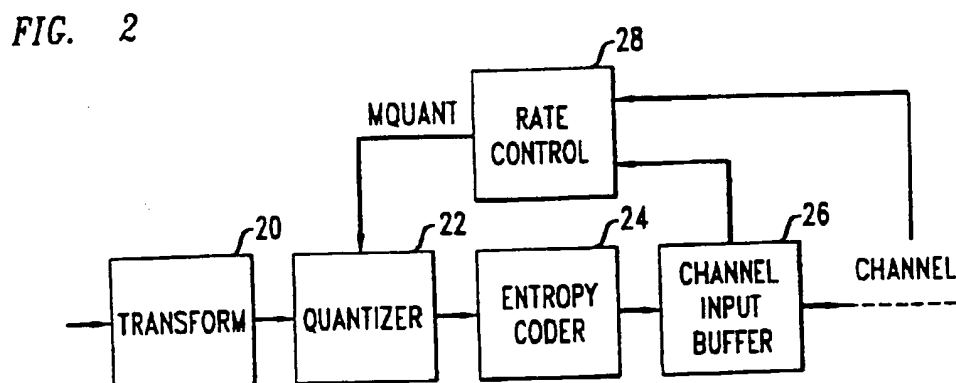 FIG. 2
28
MQUANT
RATE
CONTROL
20
22
24
26
TRANSFORM
QUANTIZER
ENTROPY
CODER
CHANNEL
INPUT
BUFFER
CHANNEL